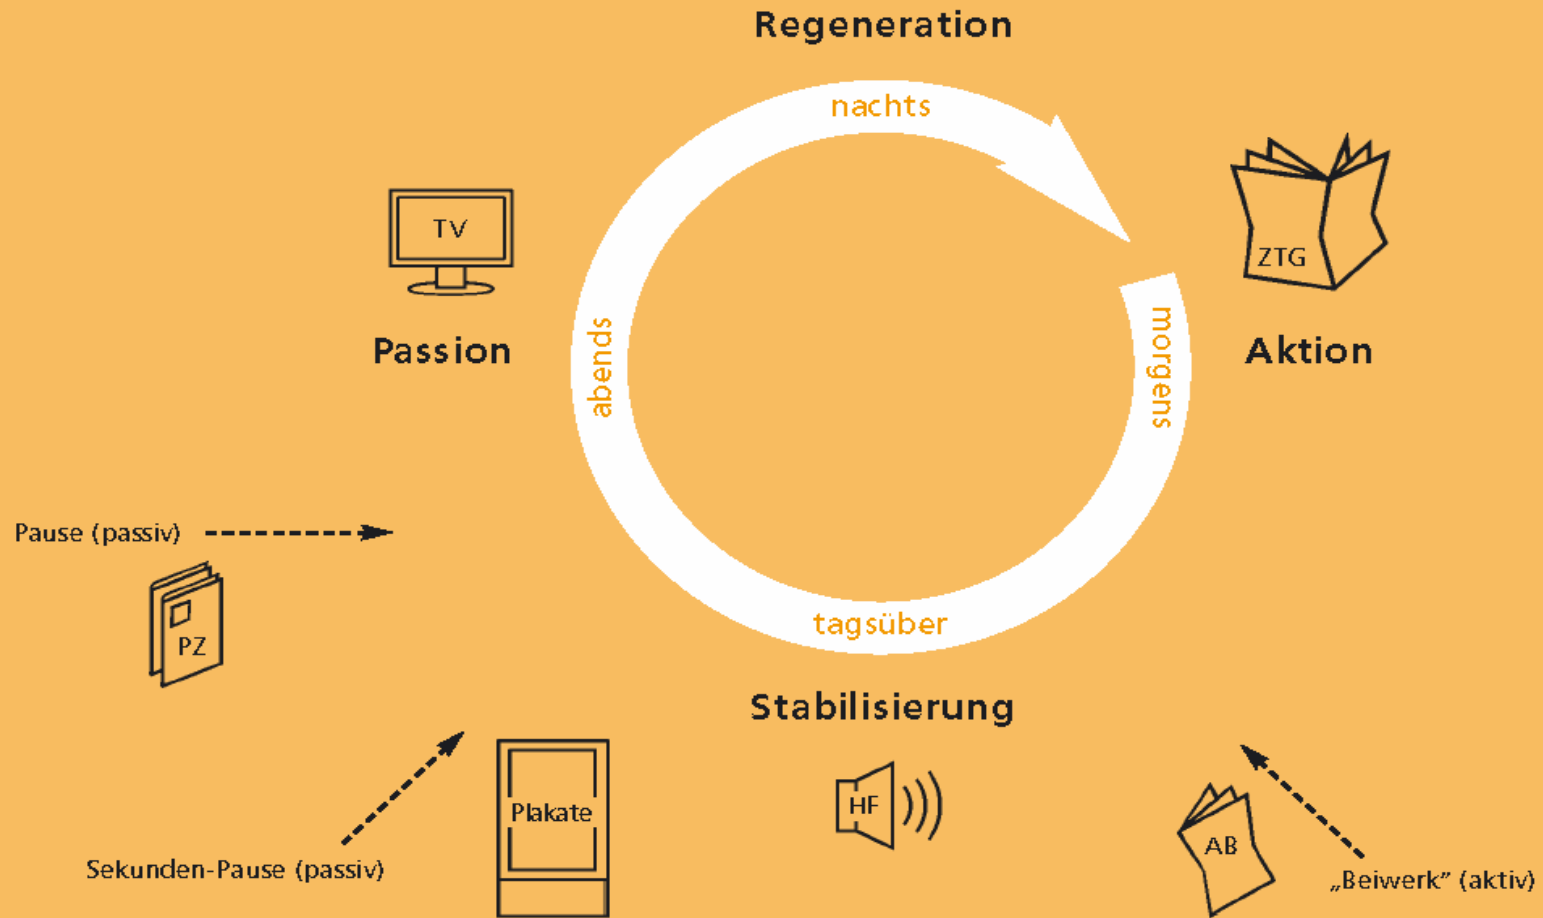 Regeneration
nachts
TV
ZTG
Passion
abends
morgens
Aktion
Pause (passiv)
PZ
tagsüber
Stabilisierung
Plakate
HF
AB
Sekunden-Pause (passiv)
„Beiwerk” (aktiv)